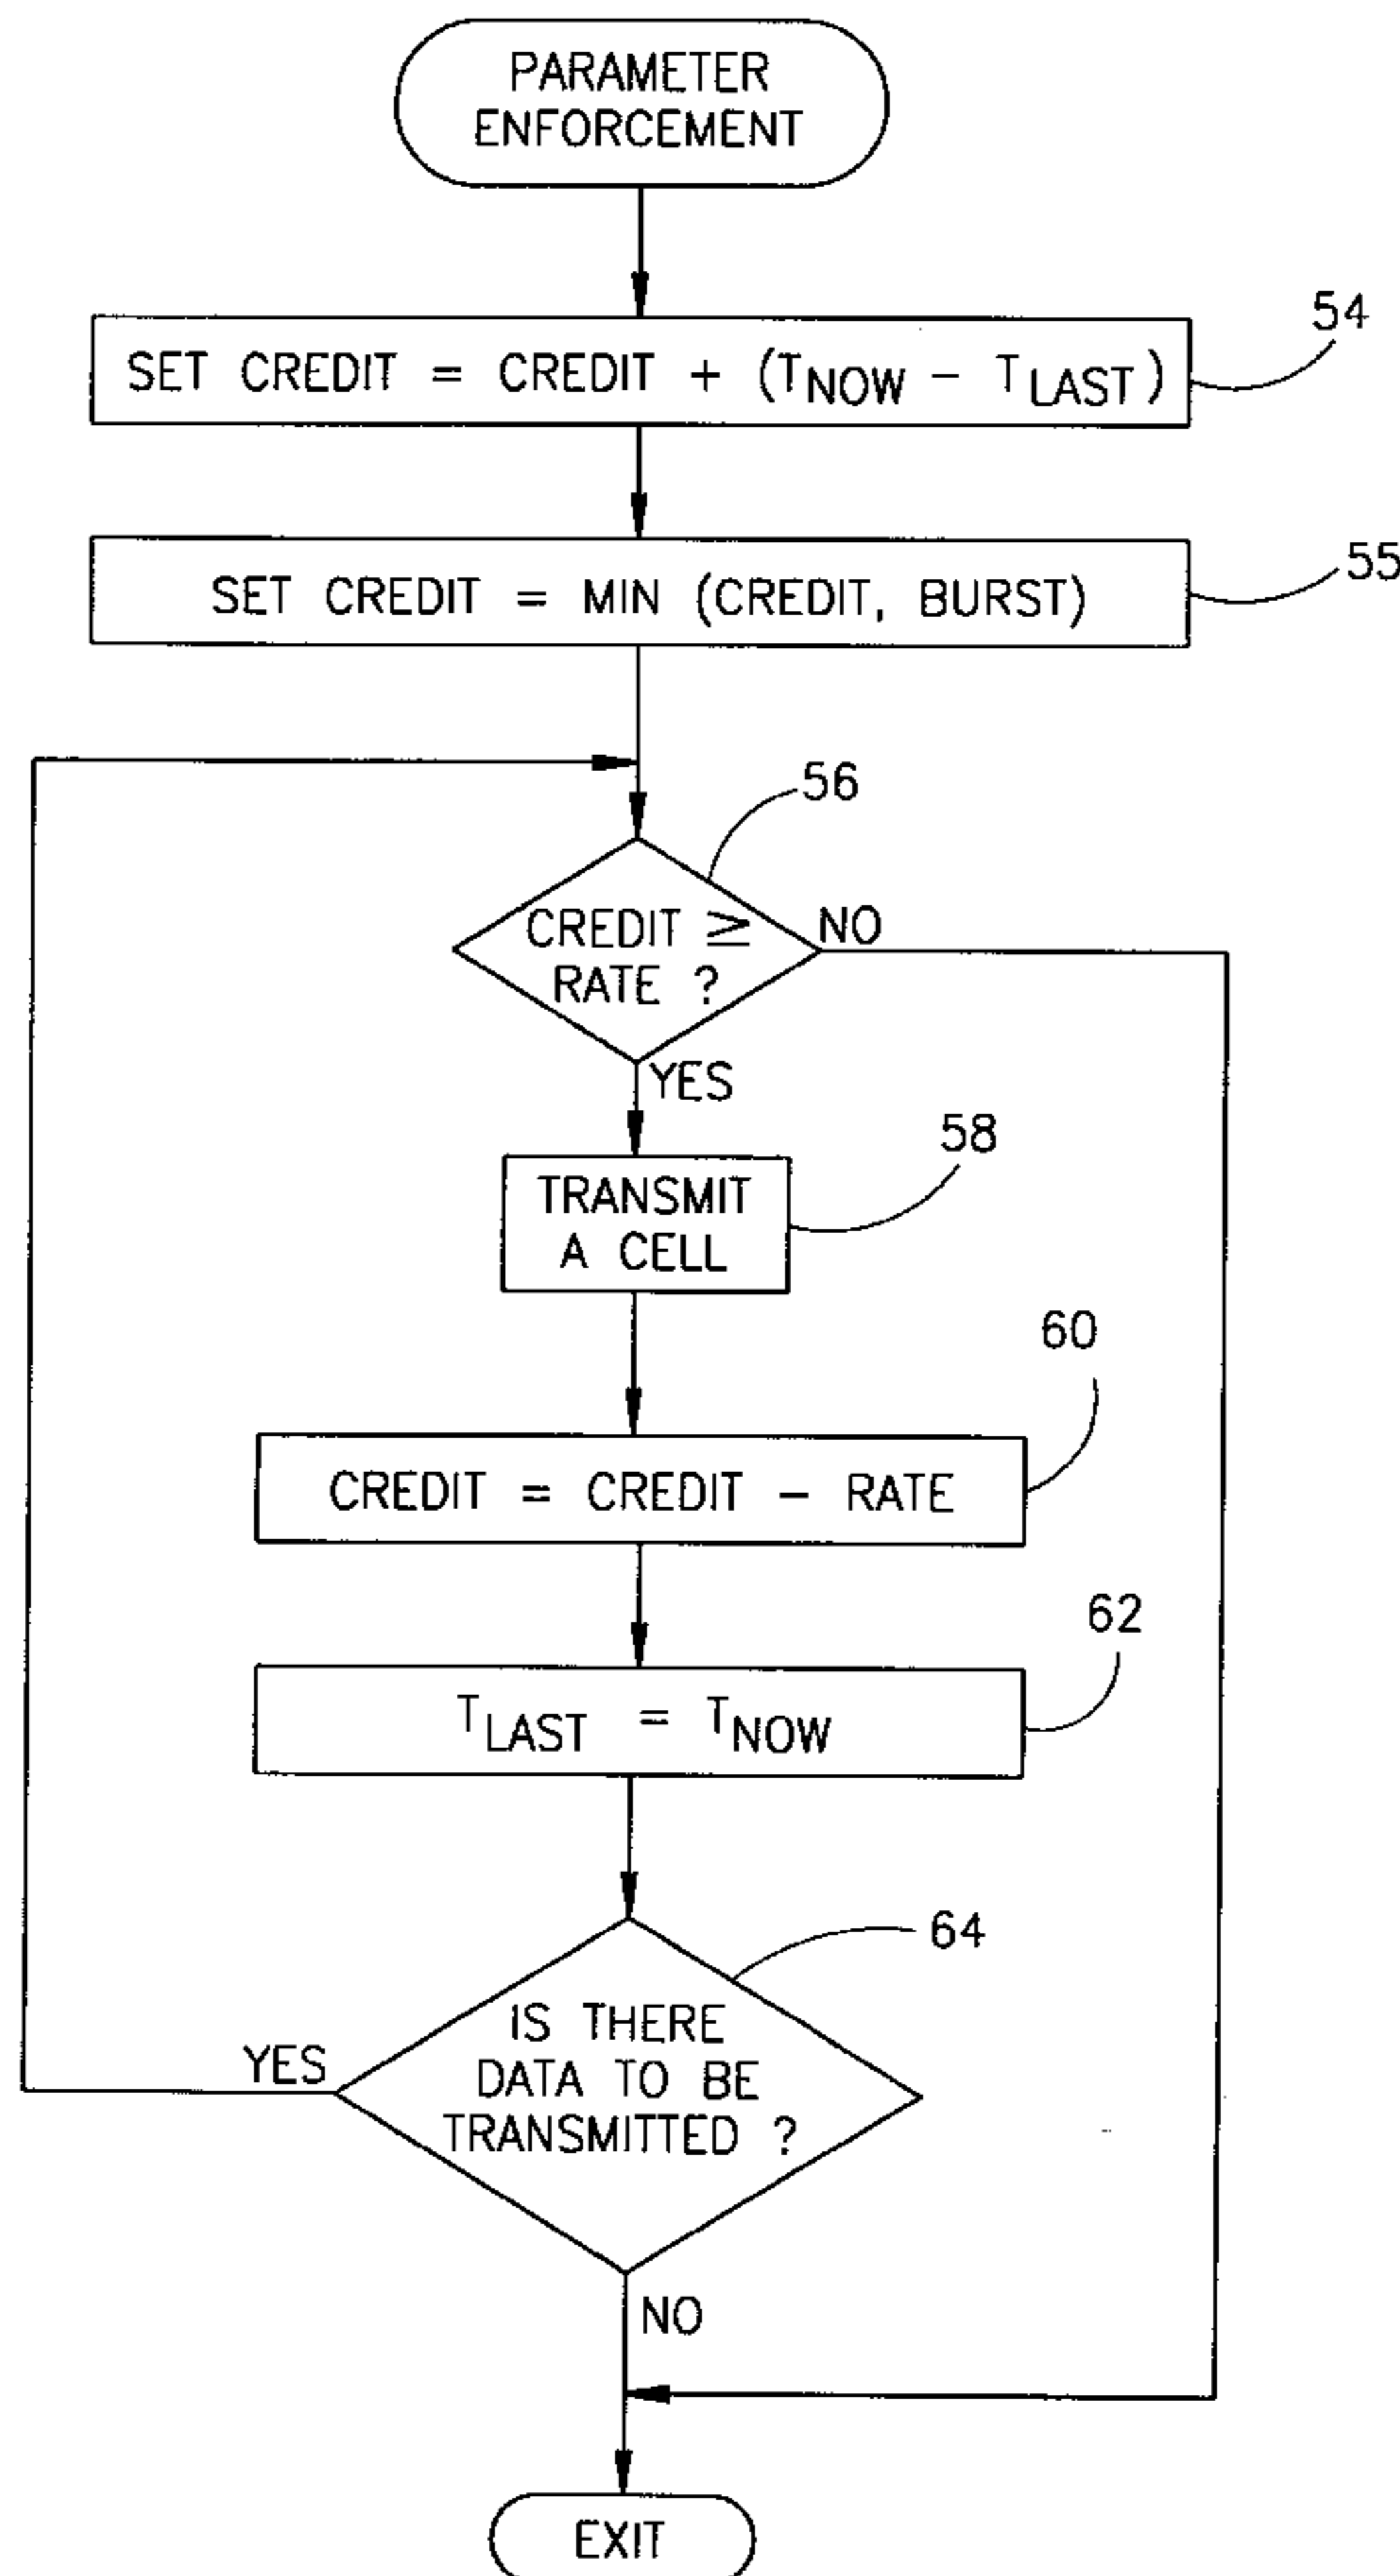 PARAMETER
ENFORCEMENT
54
SET CREDIT = CREDIT + (TNOW - TLAST)
55
SET CREDIT = MIN (CREDIT, BURST)
56
CREDIT ≥
RATE ?
NO
YES
58
TRANSMIT
A CELL
60
CREDIT = CREDIT - RATE
62
TLAST = TNOW
64
IS THERE
DATA TO BE
TRANSMITTED ?
YES
NO
EXIT